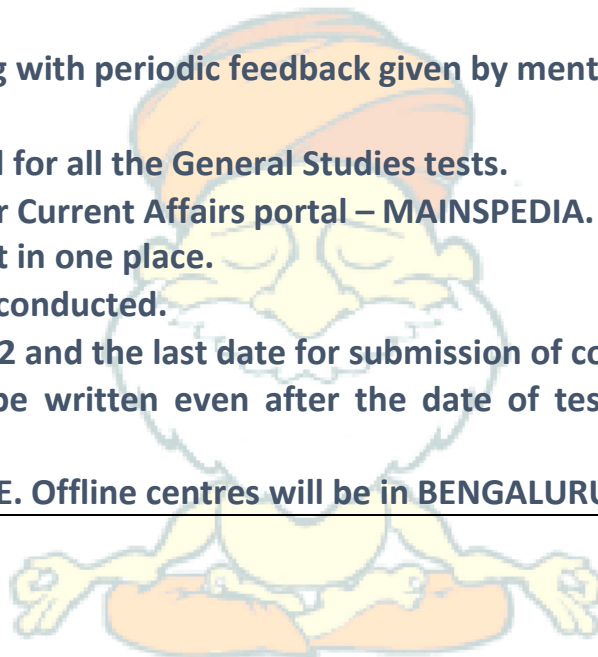 g with periodic feedback given by ment
l for all the General Studies tests.
r Current Affairs portal – MAINSPEDIA.
t in one place.
conducted.
2 and the last date for submission of co
be written even after the date of tes
E. Offline centres will be in BENGALURU